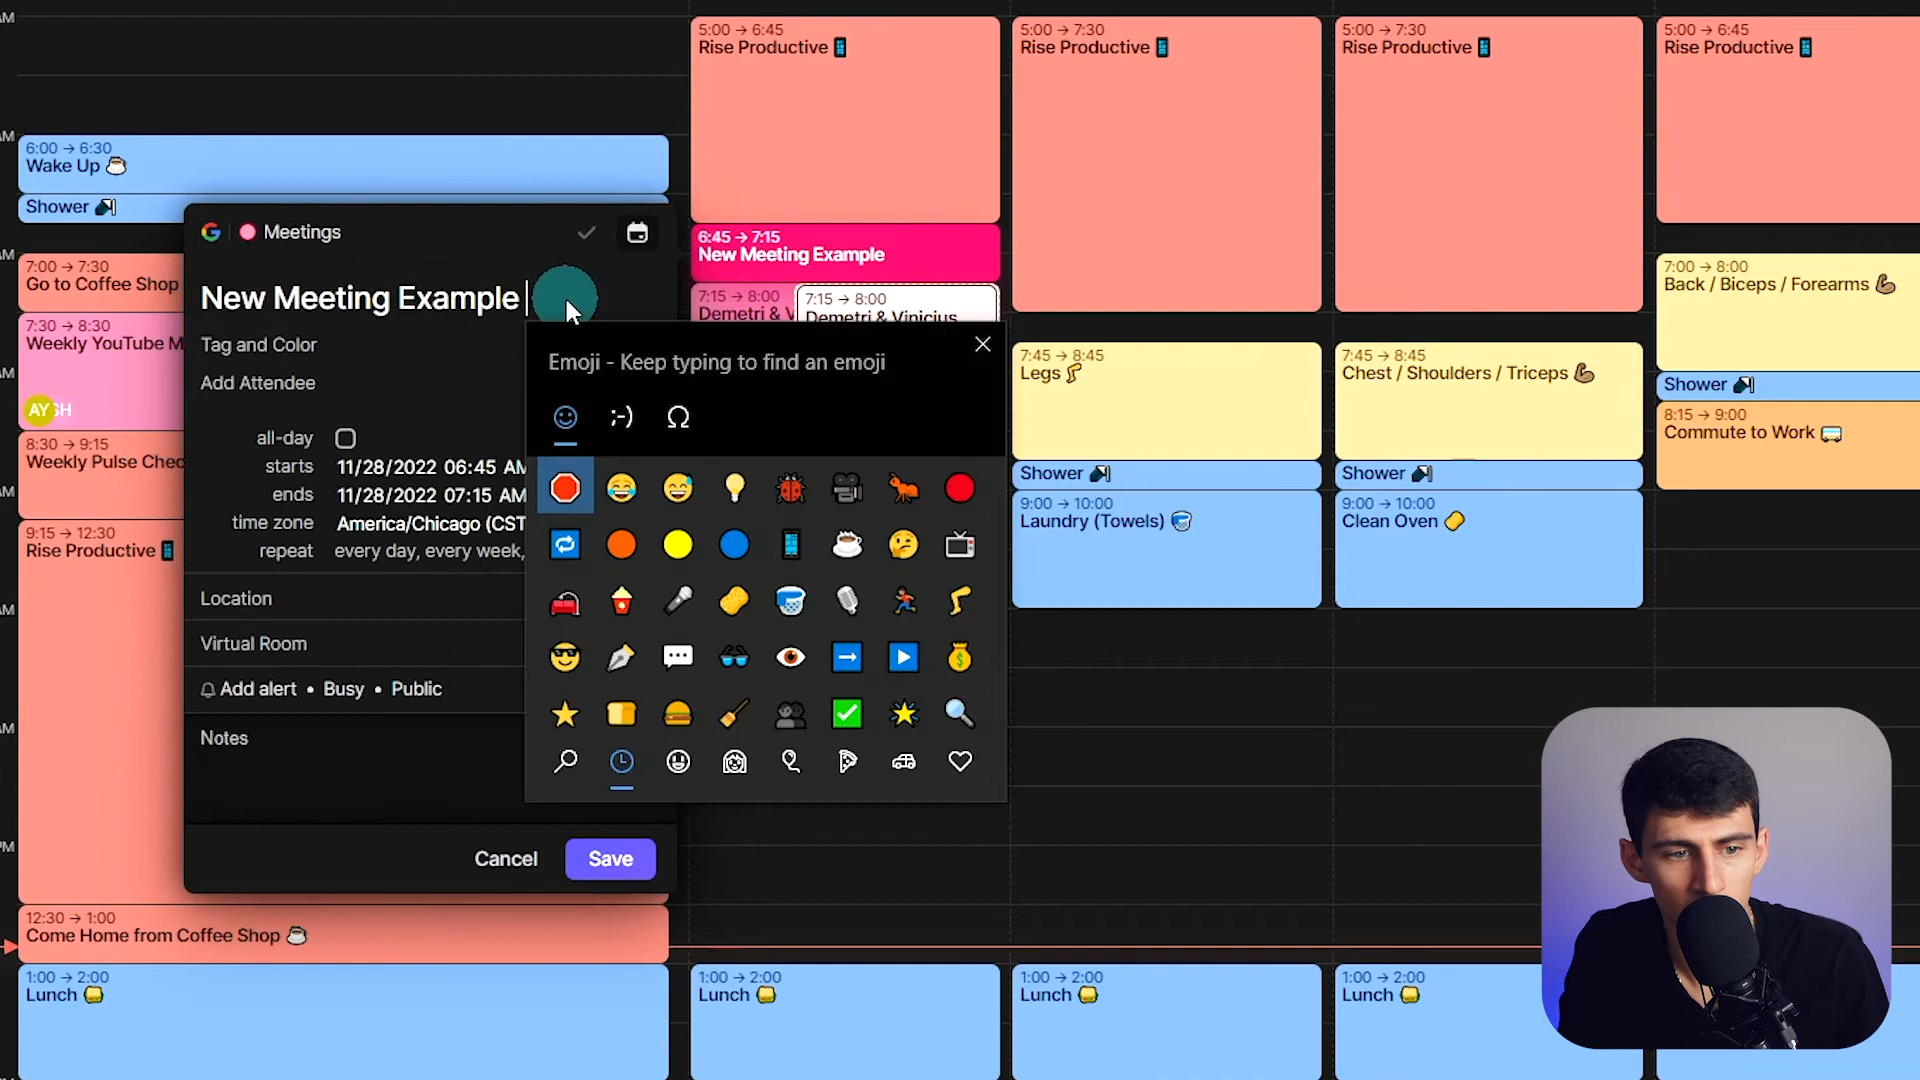 AM
AM
6:00 → 6:30
Wake Up
Shower
AM
7:00 → 7:30
Go to Coffee Shop
7:30 → 8:30
Weekly YouTube M
AM
AY SH
8:30 → 9:15
Weekly Pulse Chec
AM
9:15 → 12:30
Rise Productive
AM
AM
PM
12:30 → 1:00
Come Home from Coffee Shop
1:00 → 2:00
Lunch
G
Meetings
New Meeting Example
Tag and Color
Add Attendee
all-day
starts 11/28/2022 06:45 AM
ends 11/28/2022 07:15 AM
time zone America/Chicago (CST
repeat every day, every week,
Location
Virtual Room
Add alert • Busy • Public
Notes
Cancel Save
Emoji - Keep typing to find an emoji
;-) Ω
5:00 → 6:45
Rise Productive
6:45 → 7:15
New Meeting Example
7:15 → 8:00
Demetri & V
7:15 → 8:00
Demetri & Vinicius
1:00 → 2:00
Lunch
5:00 → 7:30
Rise Productive
7:45 → 8:45
Legs
Shower
9:00 → 10:00
Laundry (Towels)
1:00 → 2:00
Lunch
5:00 → 7:30
Rise Productive
7:45 → 8:45
Chest / Shoulders / Triceps
Shower
9:00 → 10:00
Clean Oven
1:00 → 2:00
Lunch
5:00 → 6:45
Rise Productive
7:00 → 8:00
Back / Biceps / Forearms
Shower
8:15 → 9:00
Commute to Work